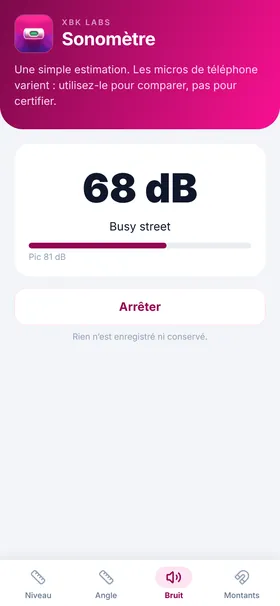 XBK LABS
Sonomètre
Une simple estimation. Les micros de téléphone
varient : utilisez-le pour comparer, pas pour
certifier.
68 dB
Busy street
Pic 81 dB
Arrêter
Rien n'est enregistré ni conservé.
Niveau
Angle
Bruit
Montants